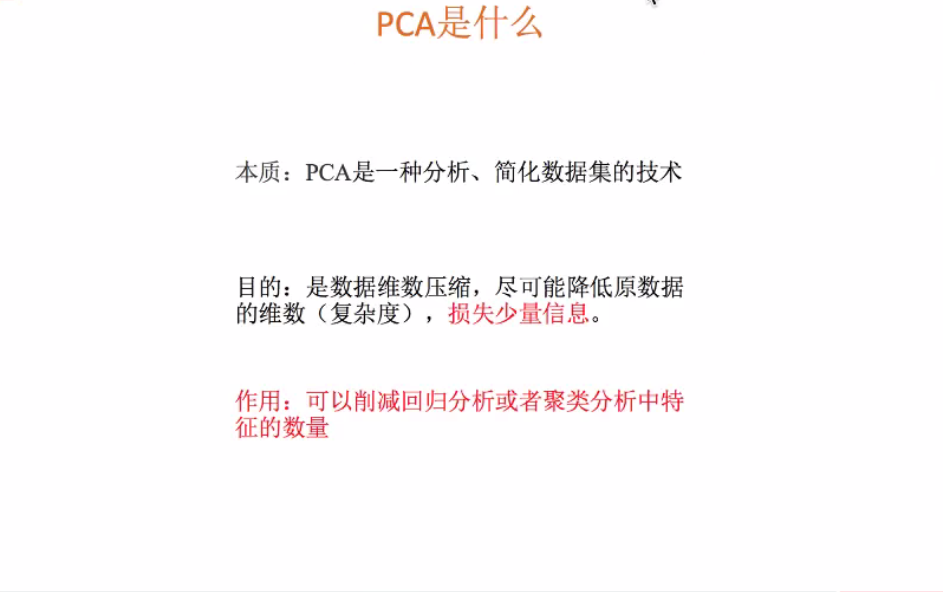 PCA是什么
本质：PCA是一种分析、简化数据集的技术
目的：是数据维数压缩，尽可能降低原数据
的维数（复杂度），损失少量信息。
作用：可以削减回归分析或者聚类分析中特
征的数量